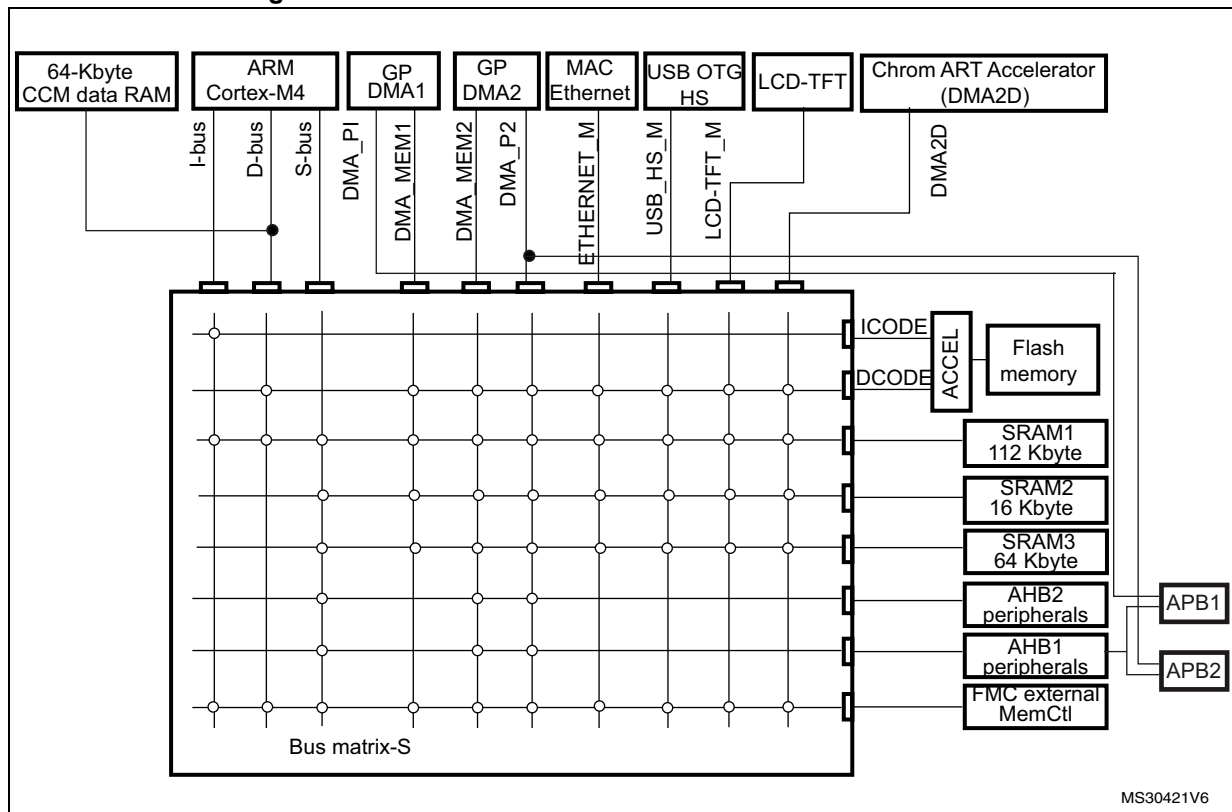 g
64-Kbyte
CCM data RAM
ARM
Cortex-M4
GP
DMA1
GP
DMA2
MAC
Ethernet
USB OTG
HS
LCD-TFT
Chrom ART Accelerator
(DMA2D)
I-bus
D-bus
S-bus
DMA_PI
DMA_MEM1
DMA_MEM2
DMA_P2
ETHERNET_M
USB_HS_M
LCD-TFT_M
DMA2D
ICODE
DCODE
ACCEL
Flash
memory
SRAM1
112 Kbyte
SRAM2
16 Kbyte
SRAM3
64 Kbyte
AHB2
peripherals
AHB1
peripherals
FMC external
MemCtl
APB1
APB2
Bus matrix-S
MS30421V6